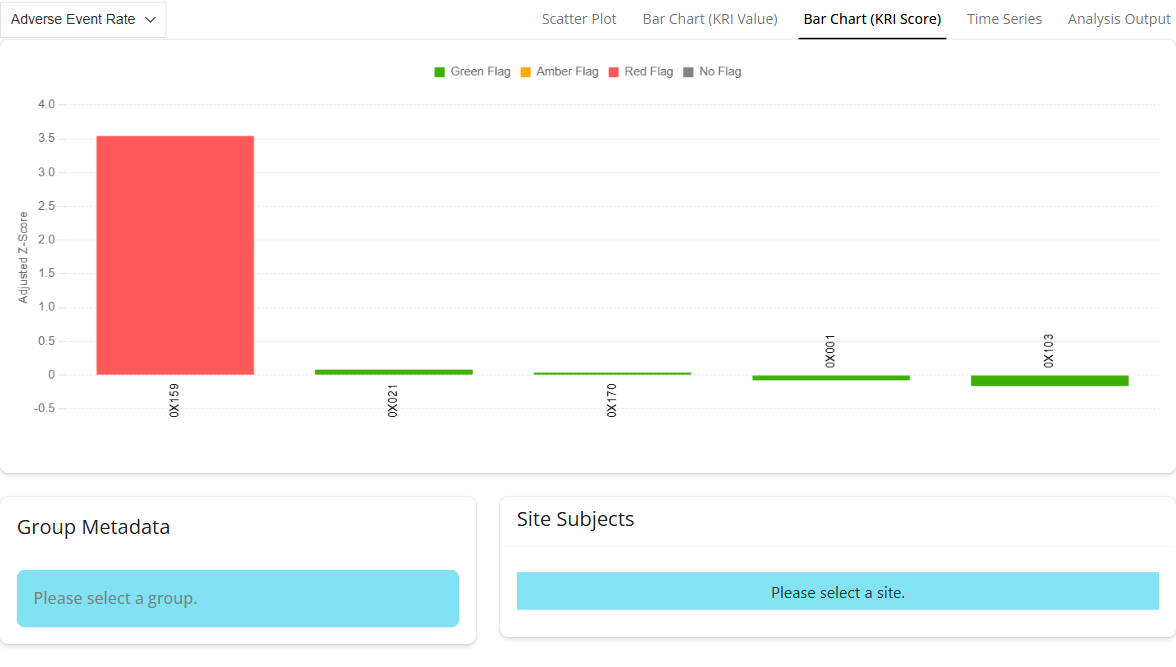 Adverse Event Rate
Scatter Plot Bar Chart (KRI Value) Bar Chart (KRI Score) Time Series Analysis Output
Green Flag Amber Flag Red Flag No Flag
Adjusted Z-Score
4.0
3.5
3.0
2.5
2.0
1.5
1.0
0.5
0
-0.5
0X159
0X021
0X170
0X001
0X103
Group Metadata
Please select a group.
Site Subjects
Please select a site.